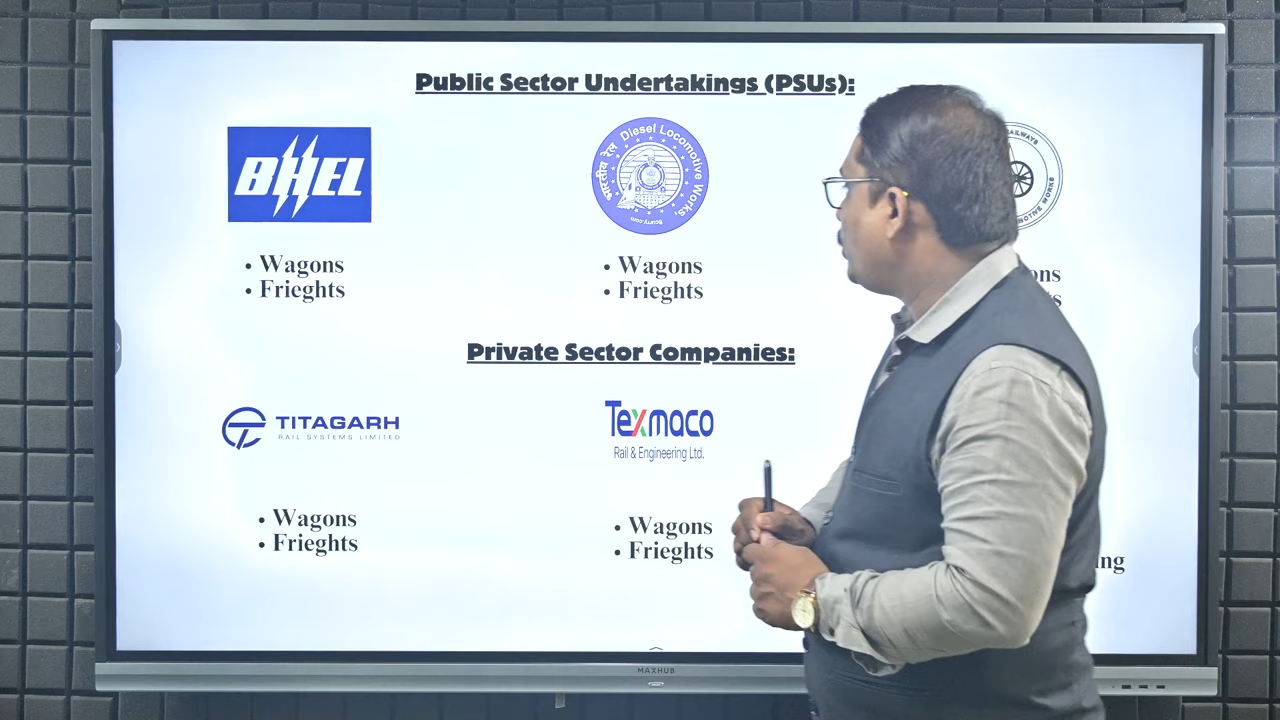 Public Sector Undertakings (PSUs):
BHEL
भारतीय रेल Diesel Locomotive Works,
Wagons
Frieghts
Wagons
Frieghts
Private Sector Companies:
TITAGARH
RAIL SYSTEMS LIMITED
Texmaco
Rail & Engineering Ltd.
Wagons
Frieghts
Wagons
Frieghts
MAXHUB